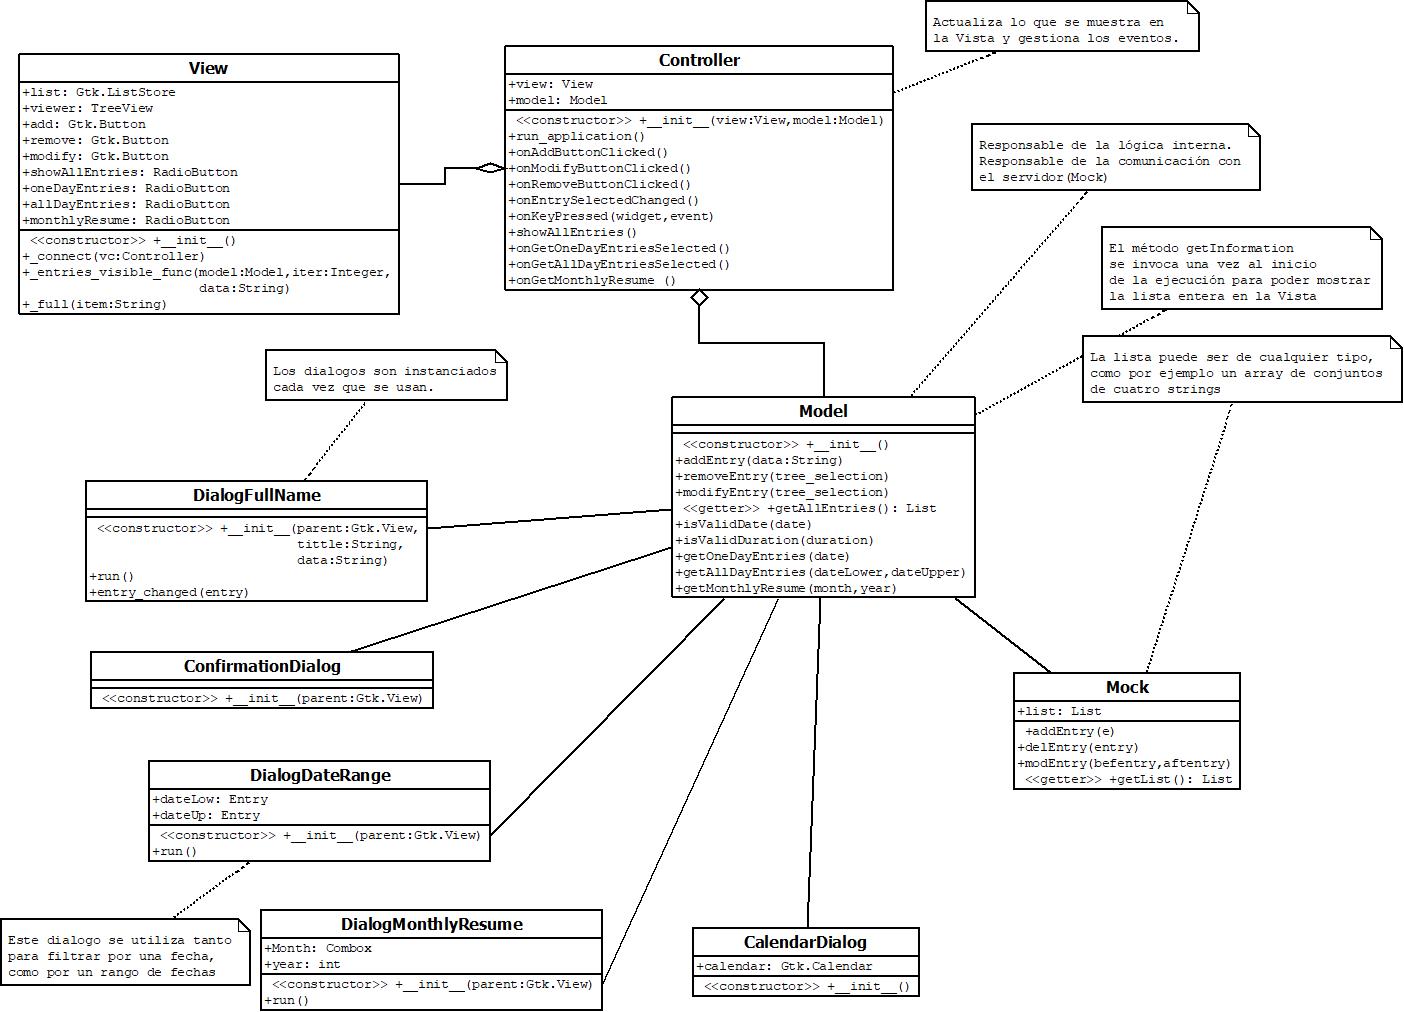 Actualiza lo que se muestra en
la Vista y gestiona los eventos.
View
+list: Gtk.ListStore
+viewer: TreeView
+add: Gtk.Button
+remove: Gtk.Button
+modify: Gtk.Button
+showAllEntries: RadioButton
+oneDayEntries: RadioButton
+allDayEntries: RadioButton
+monthlyResume: RadioButton
<<constructor>> +__init__()
+_connect(vc:Controller)
+_entries_visible_func(model:Model,iter:Integer,
data:String)
+_full(item:String)
Controller
+view: View
+model: Model
<<constructor>> +__init__(view:View,model:Model)
+run_application()
+onAddButtonClicked()
+onModifyButtonClicked()
+onRemoveButtonClicked()
+onEntrySelectedChanged()
+onKeyPressed(widget,event)
+showAllEntries()
+onGetOneDayEntriesSelected()
+onGetAllDayEntriesSelected()
+onGetMonthlyResume ()
Responsable de la lógica interna.
Responsable de la comunicación con
el servidor(Mock)
El método getInformation
se invoca una vez al inicio
de la ejecución para poder mostrar
la lista entera en la Vista
La lista puede ser de cualquier tipo,
como por ejemplo un array de conjuntos
de cuatro strings
Los dialogos son instanciados
cada vez que se usan.
Model
<<constructor>> +__init__()
+addEntry(data:String)
+removeEntry(tree_selection)
+modifyEntry(tree_selection)
<<getter>> +getAllEntries(): List
+isValidDate(date)
+isValidDuration(duration)
+getOneDayEntries(date)
+getAllDayEntries(dateLower,dateUpper)
+getMonthlyResume(month,year)
DialogFullName
<<constructor>> +__init__(parent:Gtk.View,
tittle:String,
data:String)
+run()
+entry_changed(entry)
ConfirmationDialog
<<constructor>> +__init__(parent:Gtk.View)
Mock
+list: List
+addEntry(e)
+delEntry(entry)
+modEntry(befentry,aftentry)
<<getter>> +getList(): List
DialogDateRange
+dateLow: Entry
+dateUp: Entry
<<constructor>> +__init__(parent:Gtk.View)
+run()
Este dialogo se utiliza tanto
para filtrar por una fecha,
como por un rango de fechas
DialogMonthlyResume
+Month: Combox
+year: int
<<constructor>> +__init__(parent:Gtk.View)
+run()
CalendarDialog
+calendar: Gtk.Calendar
<<constructor>> +__init__()